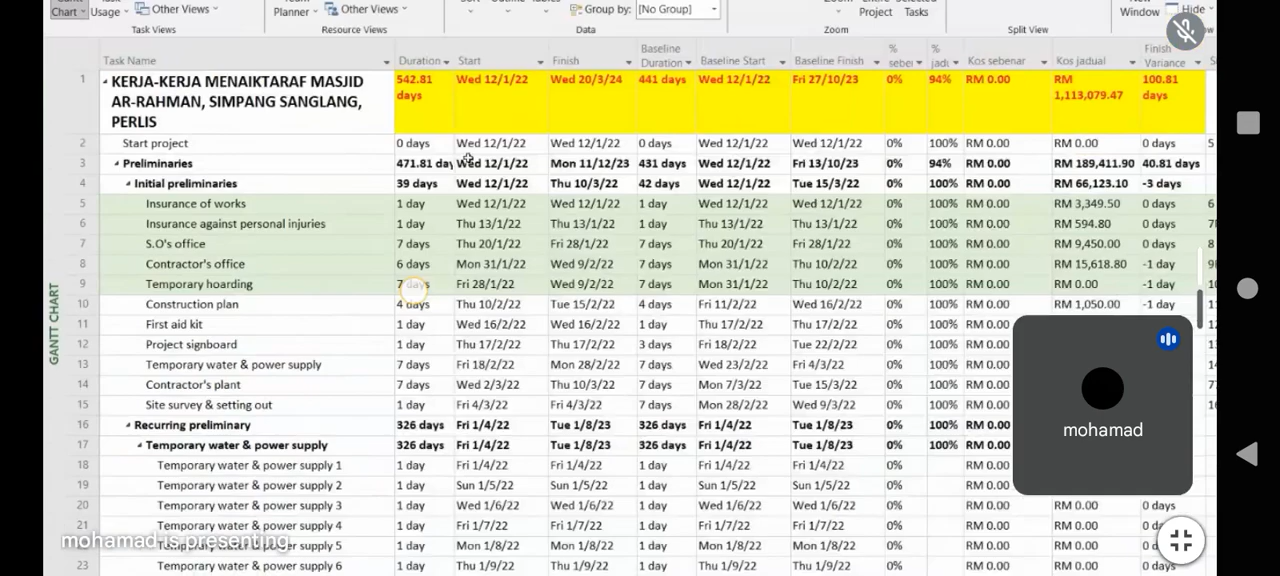 Chart Task Usage Other Views Team Planner Other Views Group by: [No Group] Zoom Project Tasks Window Hide
Task Views Resource Views Data Zoom Split View
Task Name Duration Start Finish Baseline Duration Baseline Start Baseline Finish % % Kos sebenar Kos jadual Finish Variance
1 KERJA-KERJA MENAIKTARAF MASJID AR-RAHMAN, SIMPANG SANGLANG, PERLIS 542.81 days Wed 12/1/22 Wed 20/3/24 441 days Wed 12/1/22 Fri 27/10/23 0% 94% RM 0.00 RM 1,113,079.47 100.81 days
2 Start project 0 days Wed 12/1/22 Wed 12/1/22 0 days Wed 12/1/22 Wed 12/1/22 0% 100% RM 0.00 RM 0.00 0 days 5
3 Preliminaries 471.81 day Wed 12/1/22 Mon 11/12/23 431 days Wed 12/1/22 Fri 13/10/23 0% 94% RM 0.00 RM 189,411.90 40.81 days
4 Initial preliminaries 39 days Wed 12/1/22 Thu 10/3/22 42 days Wed 12/1/22 Tue 15/3/22 0% 100% RM 0.00 RM 66,123.10 -3 days
5 Insurance of works 1 day Wed 12/1/22 Wed 12/1/22 1 day Wed 12/1/22 Wed 12/1/22 0% 100% RM 0.00 RM 3,349.50 0 days 6
6 Insurance against personal injuries 1 day Thu 13/1/22 Thu 13/1/22 1 day Thu 13/1/22 Thu 13/1/22 0% 100% RM 0.00 RM 594.80 0 days 7
7 S.O's office 7 days Thu 20/1/22 Fri 28/1/22 7 days Thu 20/1/22 Fri 28/1/22 0% 100% RM 0.00 RM 9,450.00 0 days 8
8 Contractor's office 6 days Mon 31/1/22 Wed 9/2/22 7 days Mon 31/1/22 Thu 10/2/22 0% 100% RM 0.00 RM 15,618.80 -1 day 9
9 Temporary hoarding 7 days Fri 28/1/22 Wed 9/2/22 7 days Mon 31/1/22 Thu 10/2/22 0% 100% RM 0.00 RM 0.00 -1 day 10
10 Construction plan 4 days Thu 10/2/22 Tue 15/2/22 4 days Fri 11/2/22 Wed 16/2/22 0% 100% RM 0.00 RM 1,050.00 -1 day 11
11 First aid kit 1 day Wed 16/2/22 Wed 16/2/22 1 day Thu 17/2/22 Thu 17/2/22 0% 100% RM 0.00
12 Project signboard 1 day Thu 17/2/22 Thu 17/2/22 3 days Fri 18/2/22 Tue 22/2/22 0% 100% RM 0.00
13 Temporary water & power supply 7 days Fri 18/2/22 Mon 28/2/22 7 days Wed 23/2/22 Fri 4/3/22 0% 100% RM 0.00
14 Contractor's plant 7 days Wed 2/3/22 Thu 10/3/22 7 days Mon 7/3/22 Tue 15/3/22 0% 100% RM 0.00
15 Site survey & setting out 1 day Fri 4/3/22 Fri 4/3/22 7 days Mon 28/2/22 Wed 9/3/22 0% 100% RM 0.00
16 Recurring preliminary 326 days Fri 1/4/22 Tue 1/8/23 326 days Fri 1/4/22 Tue 1/8/23 0% 100% RM 0.00
17 Temporary water & power supply 326 days Fri 1/4/22 Tue 1/8/23 326 days Fri 1/4/22 Tue 1/8/23 0% 100% RM 0.00
18 Temporary water & power supply 1 1 day Fri 1/4/22 Fri 1/4/22 1 day Fri 1/4/22 Fri 1/4/22 0% RM 0.00
19 Temporary water & power supply 2 1 day Sun 1/5/22 Sun 1/5/22 1 day Sun 1/5/22 Sun 1/5/22 0% RM 0.00
20 Temporary water & power supply 3 1 day Wed 1/6/22 Wed 1/6/22 1 day Wed 1/6/22 Wed 1/6/22 0% RM 0.00 RM 0.00 0 days
21 Temporary water & power supply 4 1 day Fri 1/7/22 Fri 1/7/22 1 day Fri 1/7/22 Fri 1/7/22 0% RM 0.00 RM 0.00 0 days
Temporary water & power supply 5 1 day Mon 1/8/22 Mon 1/8/22 1 day Mon 1/8/22 Mon 1/8/22 0% RM 0.00 RM 0.00
23 Temporary water & power supply 6 1 day Thu 1/9/22 Thu 1/9/22 1 day Thu 1/9/22 Thu 1/9/22 0% RM 0.00 RM 0.00 0 days
GANTT CHART
mohamad
mohamad is presenting